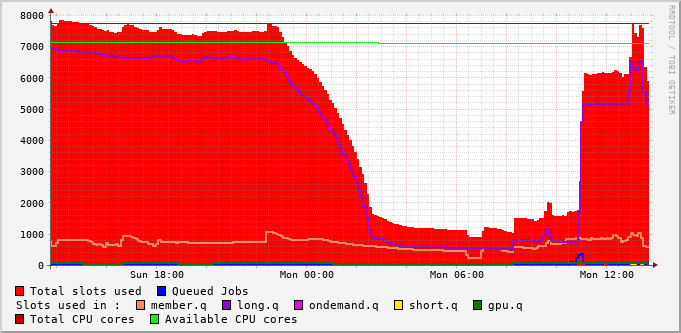 8000
7000
6000
5000
4000
3000
2000
1000
0
Sun 18:00 Mon 00:00 Mon 06:00 Mon 12:00
RRDTOOL / TOBI OETIKER
Total slots used Queued Jobs
Slots used in : member.q long.q ondemand.q short.q gpu.q
Total CPU cores Available CPU cores